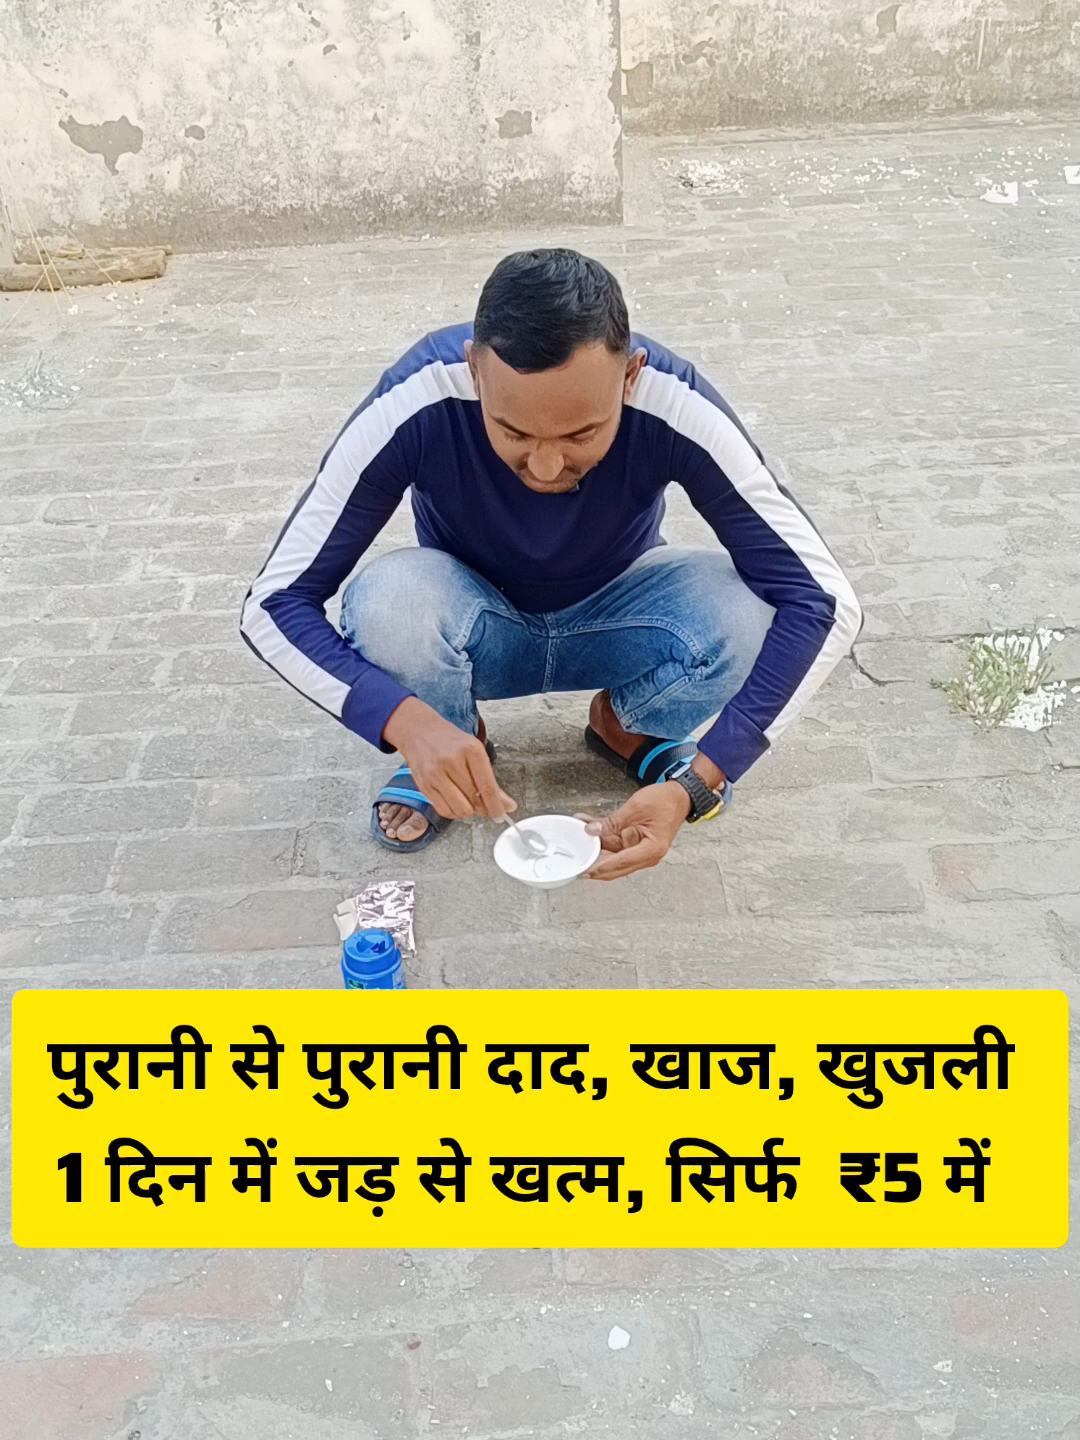 पुरानी से पुरानी दाद, खाज, खुजली
1 दिन में जड़ से खत्म, सिर्फ ₹5 में